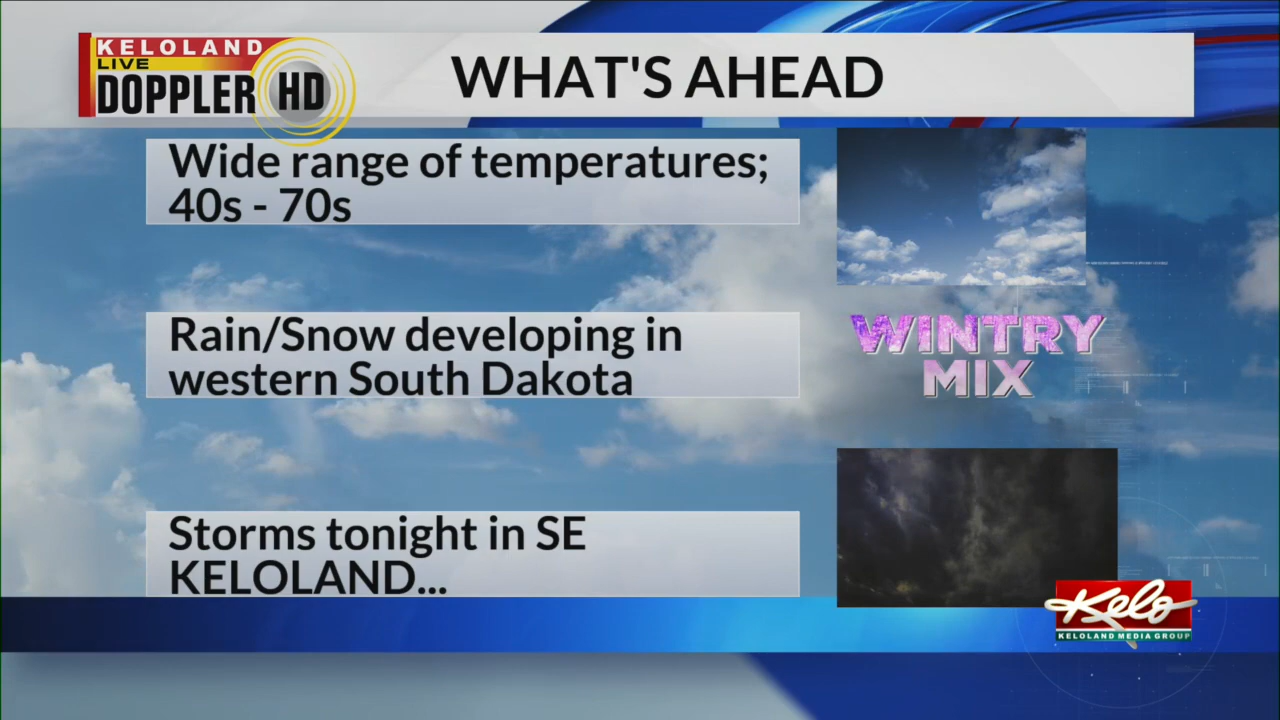 KELOLAND
LIVE
DOPPLER HD
WHAT'S AHEAD
Wide range of temperatures;
40s - 70s
Rain/Snow developing in
western South Dakota
WINTRY
MIX
Storms tonight in SE
KELOLAND...
Kelo
KELOLAND MEDIA GROUP